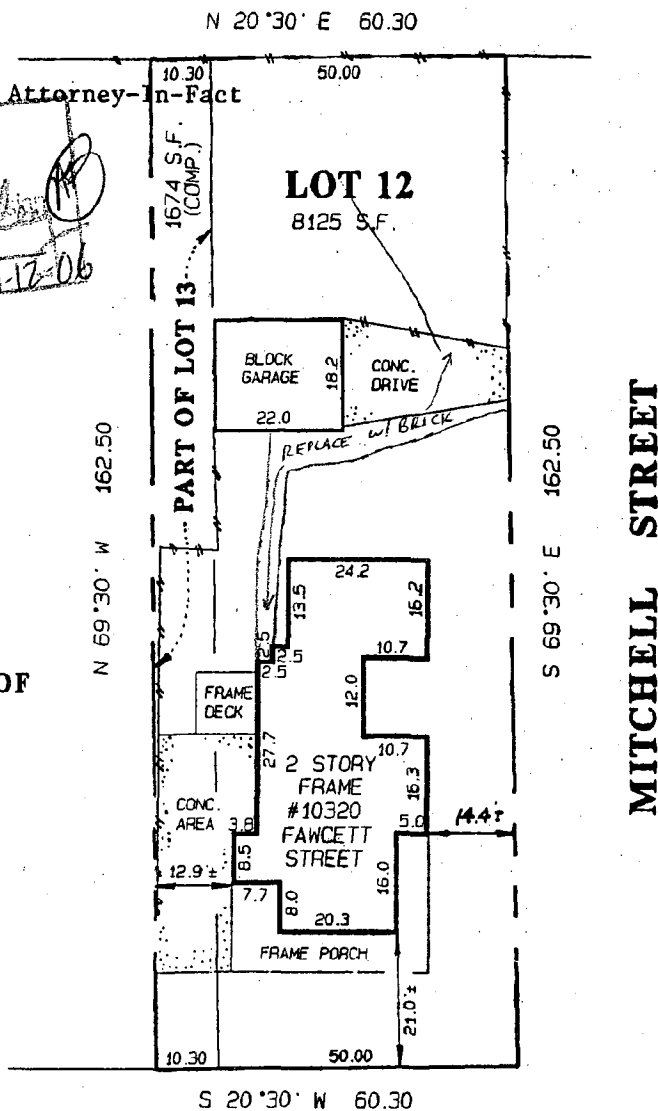 N 20°30' E 60.30
10.30
50.00
Attorney-In-Fact
1674 S.F.
(COMP.)
LOT 12
8125 S.F.
-12-06
PART OF LOT 13
BLOCK
GARAGE
18.2
22.0
CONC.
DRIVE
REPLACE w/ BRICK
N 69°30' W 162.50
S 69°30' E 162.50
MITCHELL STREET
24.2
13.5
16.2
2.5
2.5
2.5
10.7
12.0
10.7
OF
FRAME
DECK
27.7
2 STORY
FRAME
#10320
FAWCETT
STREET
16.3
5.0
14.4'±
CONC.
AREA
3.8
8.5
12.9'±
7.7
8.0
16.0
20.3
FRAME PORCH
21.0'±
10.30
50.00
S 20°30' W 60.30